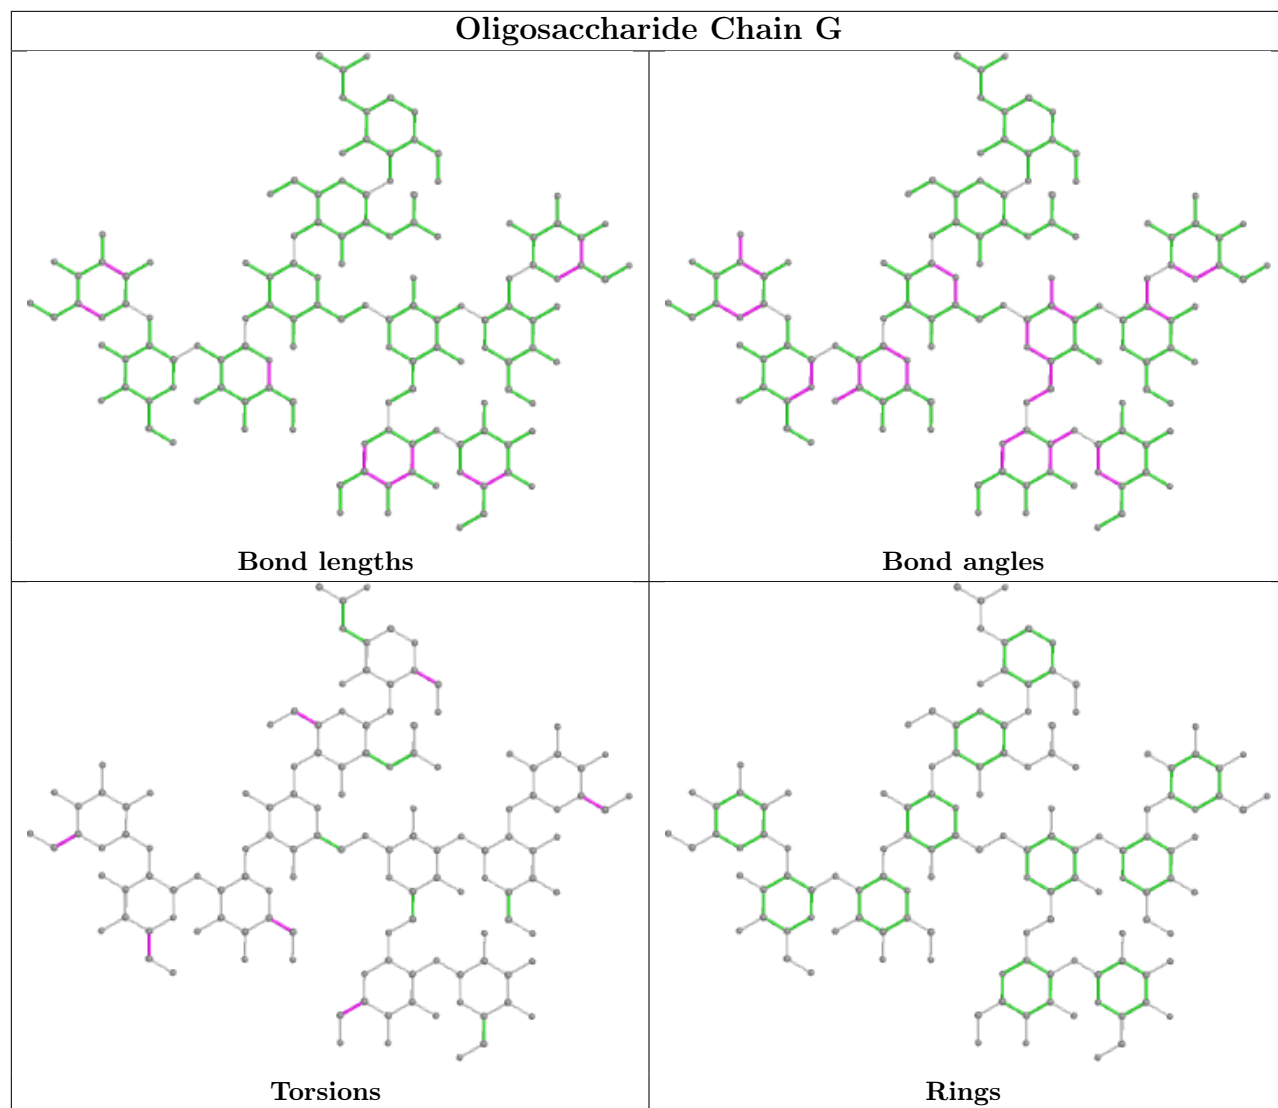 Oligosaccharide Chain G
Bond lengths
Bond angles
Torsions
Rings